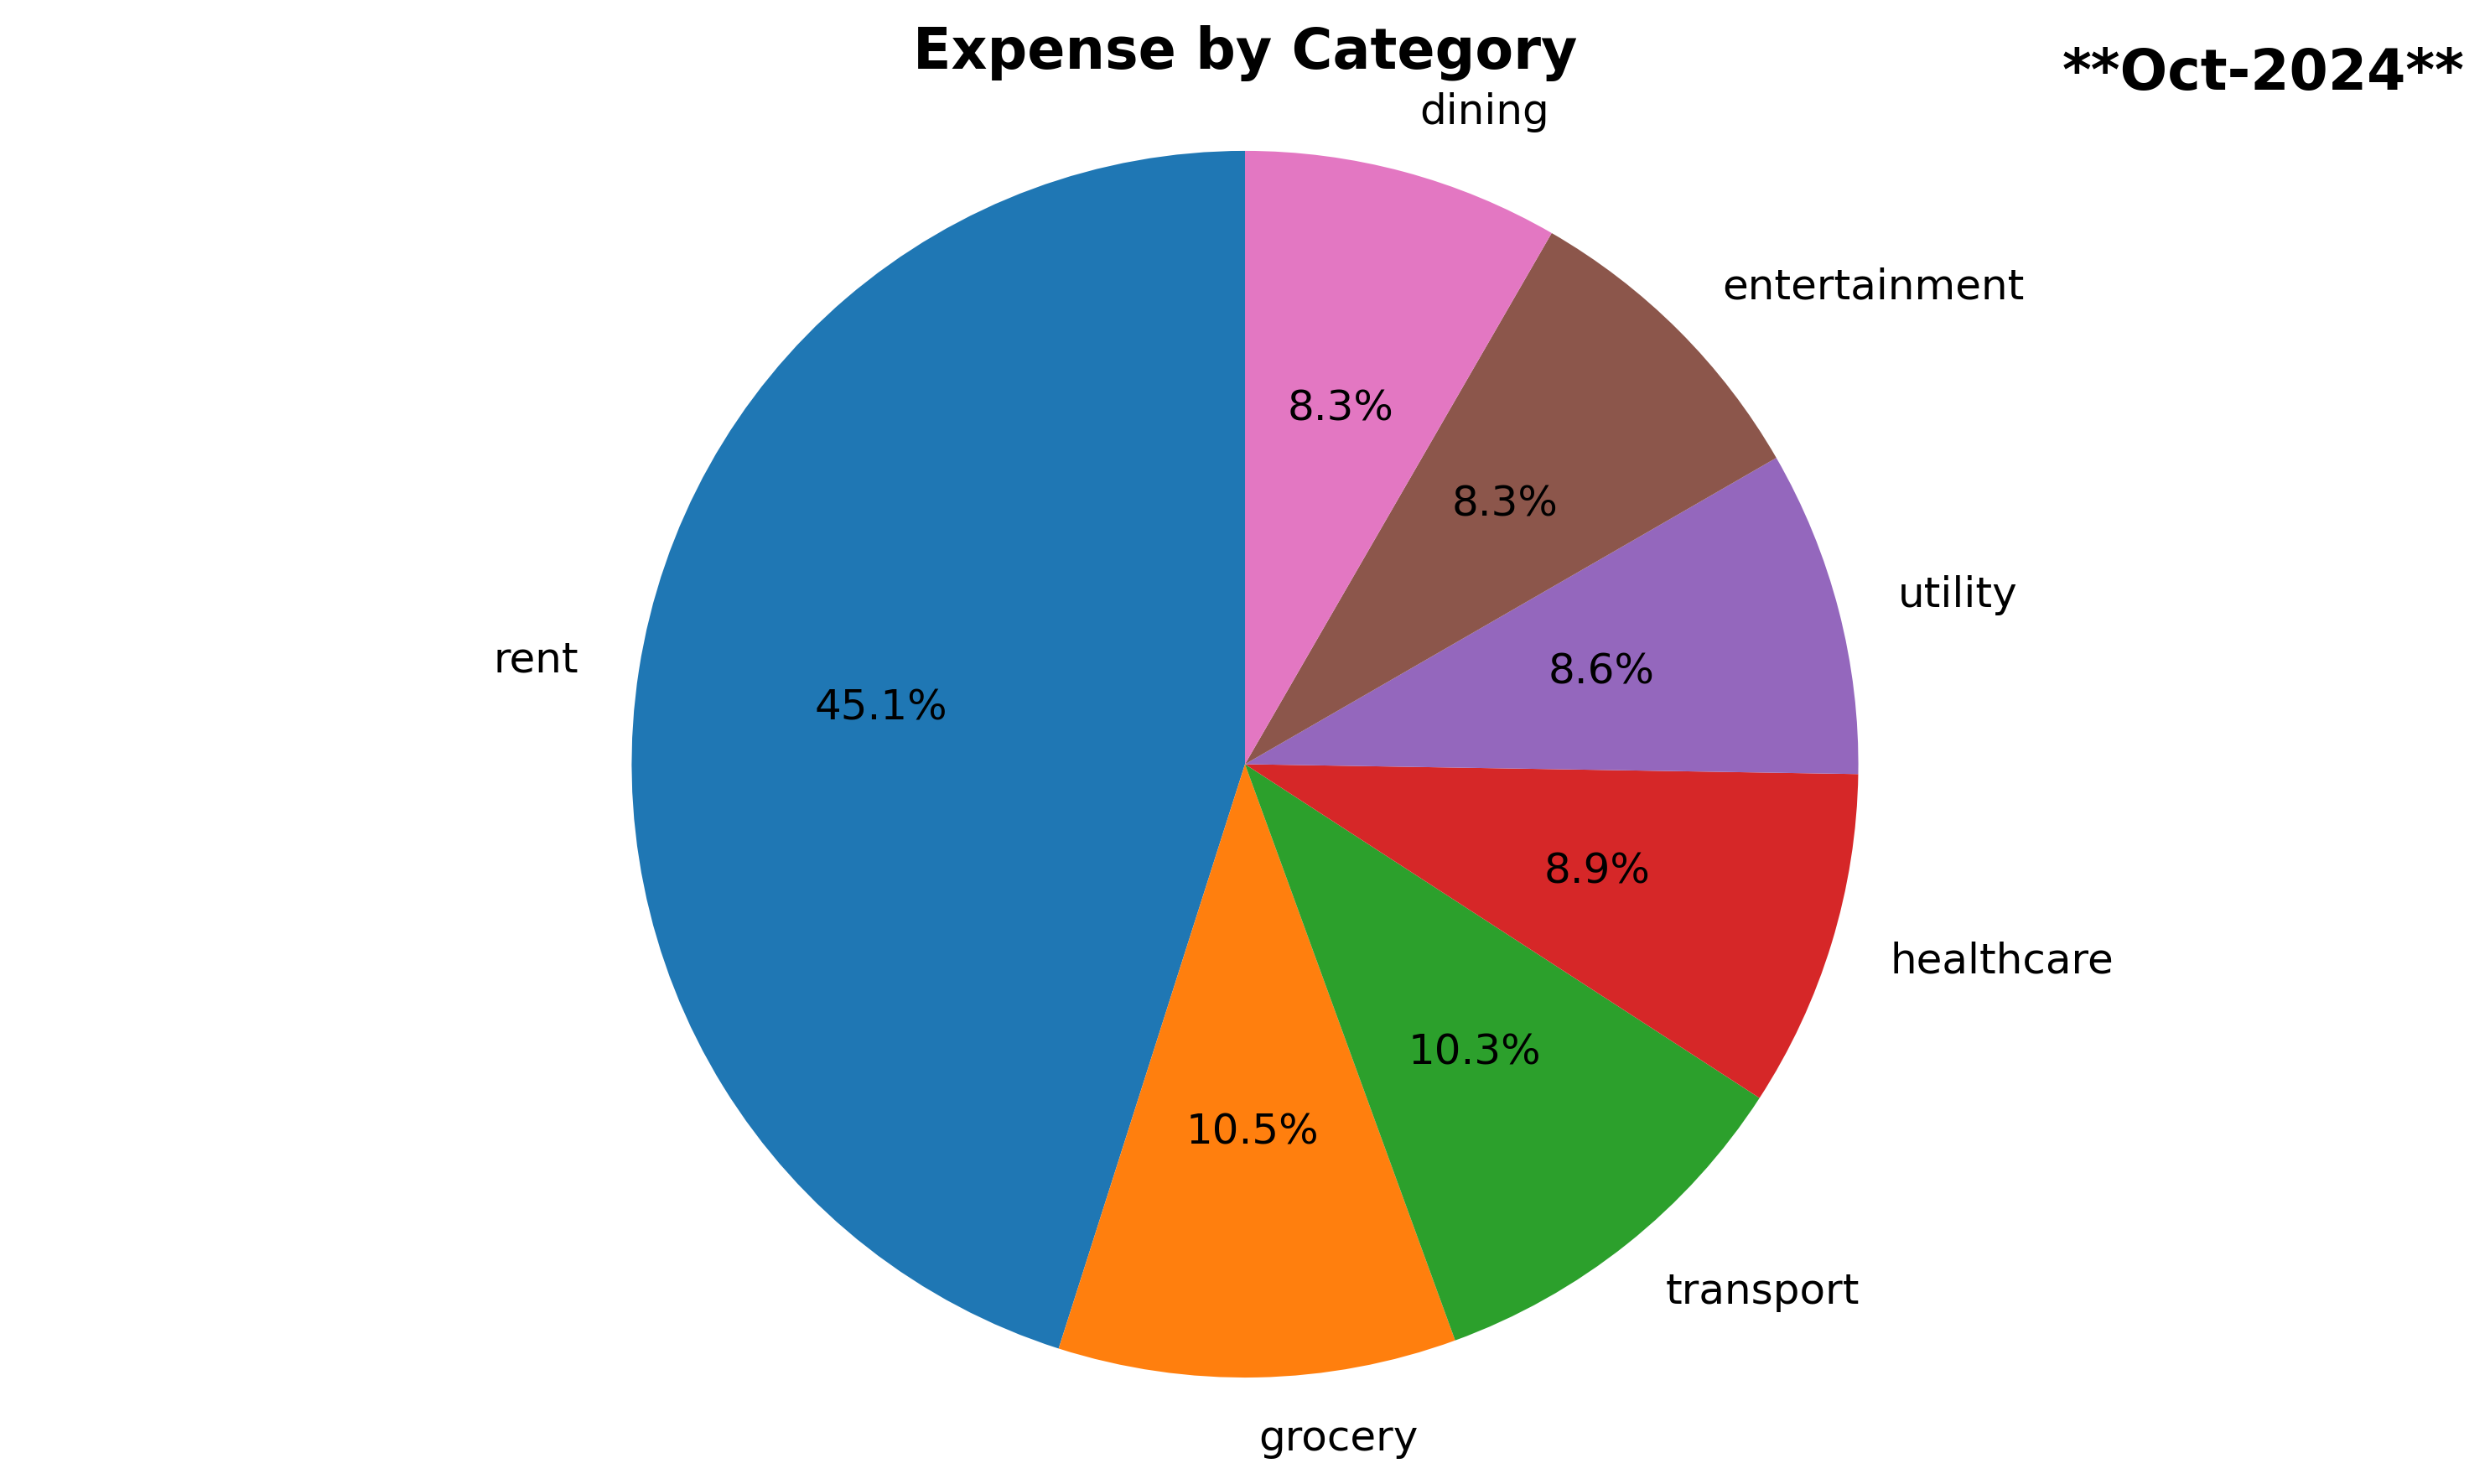 Expense by Category
**Oct-2024**
dining
entertainment
8.3%
8.3%
utility
8.6%
rent
45.1%
8.9%
healthcare
10.3%
10.5%
transport
grocery